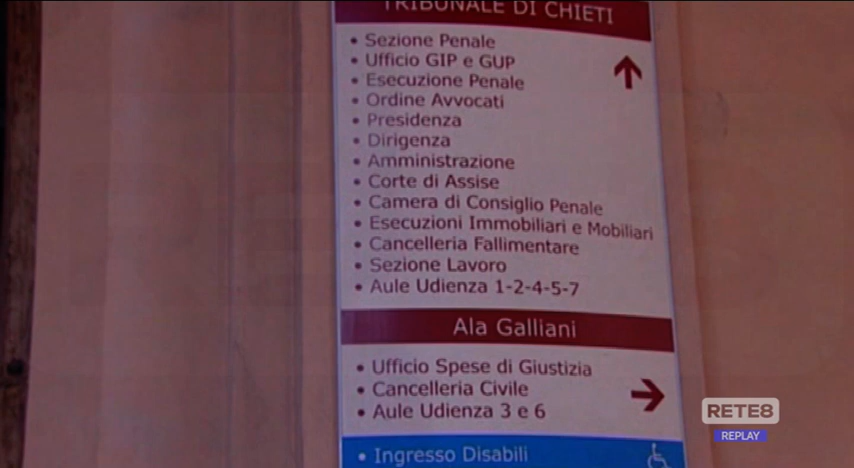 TRIBUNALE DI CHIETI
• Sezione Penale
• Ufficio GIP e GUP
• Esecuzione Penale
• Ordine Avvocati
• Presidenza
• Dirigenza
• Amministrazione
• Corte di Assise
• Camera di Consiglio Penale
• Esecuzioni Immobiliari e Mobiliari
• Cancelleria Fallimentare
• Sezione Lavoro
• Aule Udienza 1-2-4-5-7
Ala Galliani
• Ufficio Spese di Giustizia
• Cancelleria Civile
• Aule Udienza 3 e 6
• Ingresso Disabili
RETE8
REPLAY